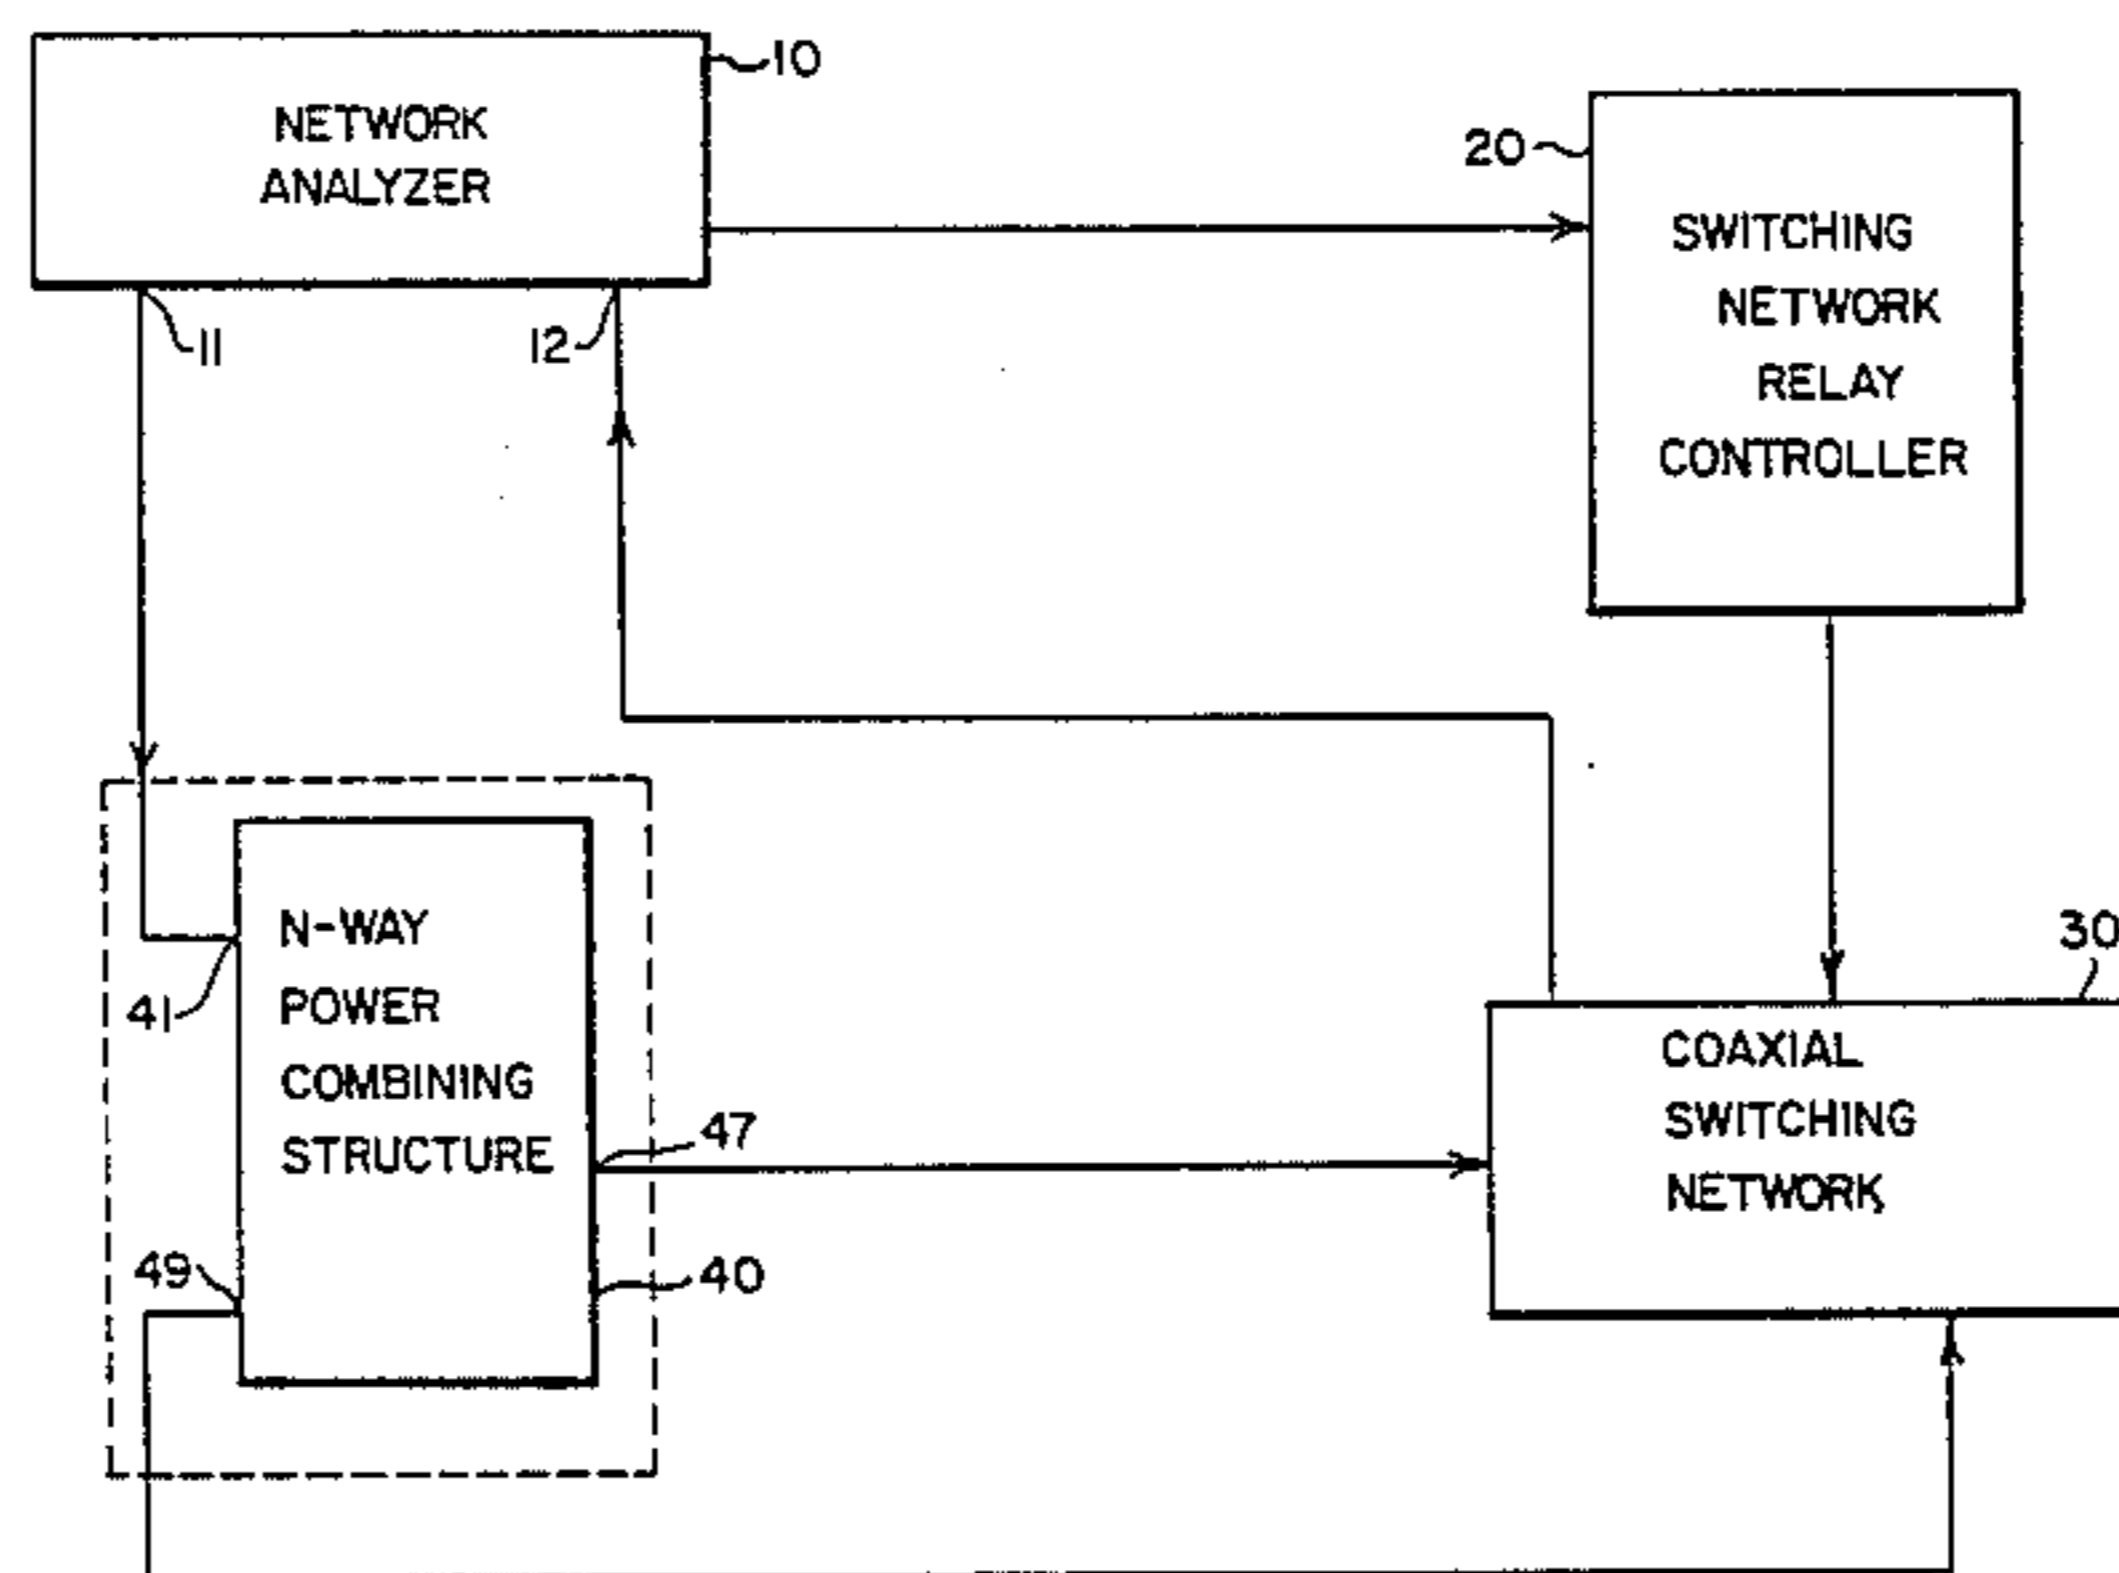 10
NETWORK
ANALYZER
11
12
20
SWITCHING
NETWORK
RELAY
CONTROLLER
N-WAY
POWER
COMBINING
STRUCTURE
41
47
49
40
30
COAXIAL
SWITCHING
NETWORK